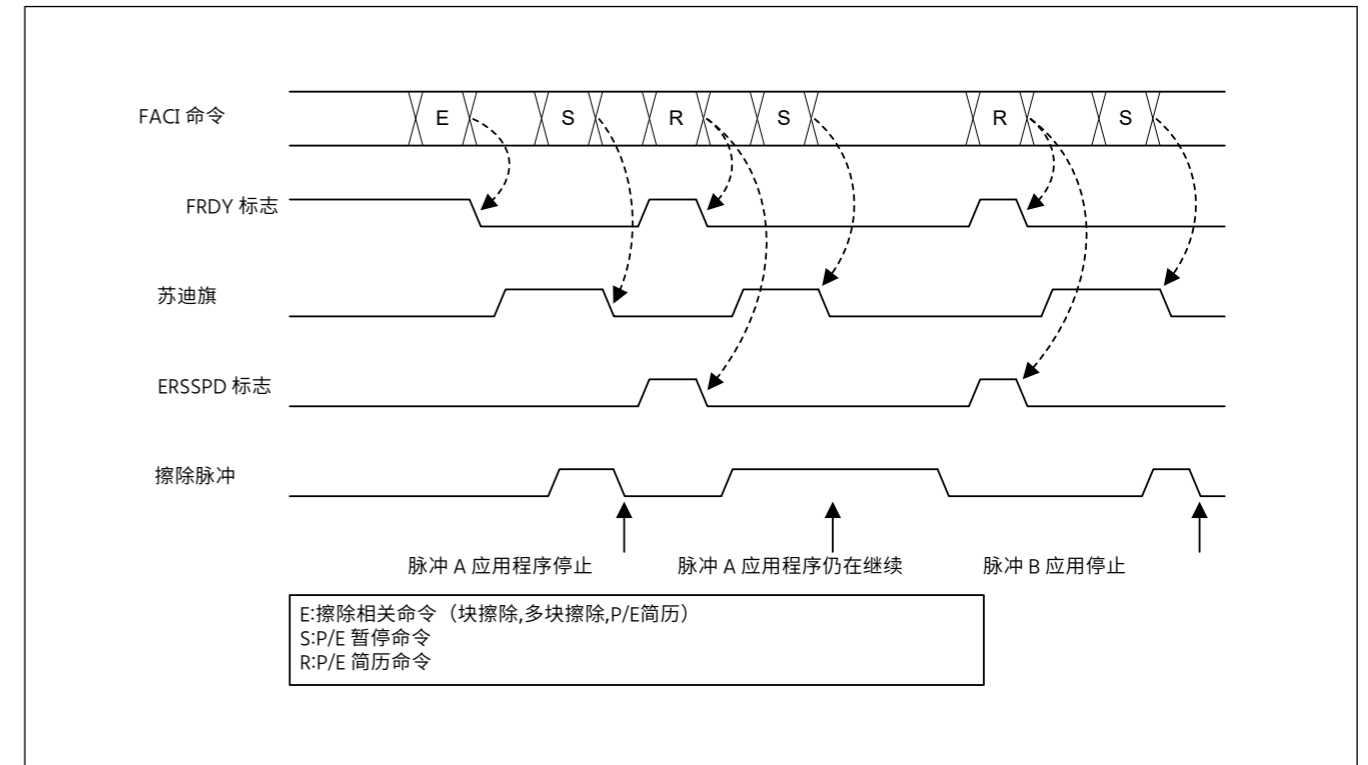 FACI 命令
E
S
R
S
R
S
FRDY 标志
苏迪旗
ERSSPD 标志
擦除脉冲
脉冲 A 应用程序停止
脉冲 A 应用程序仍在继续
脉冲 B 应用停止
E:擦除相关命令（块擦除,多块擦除,P/E简历）
S:P/E 暂停命令
R:P/E 简历命令